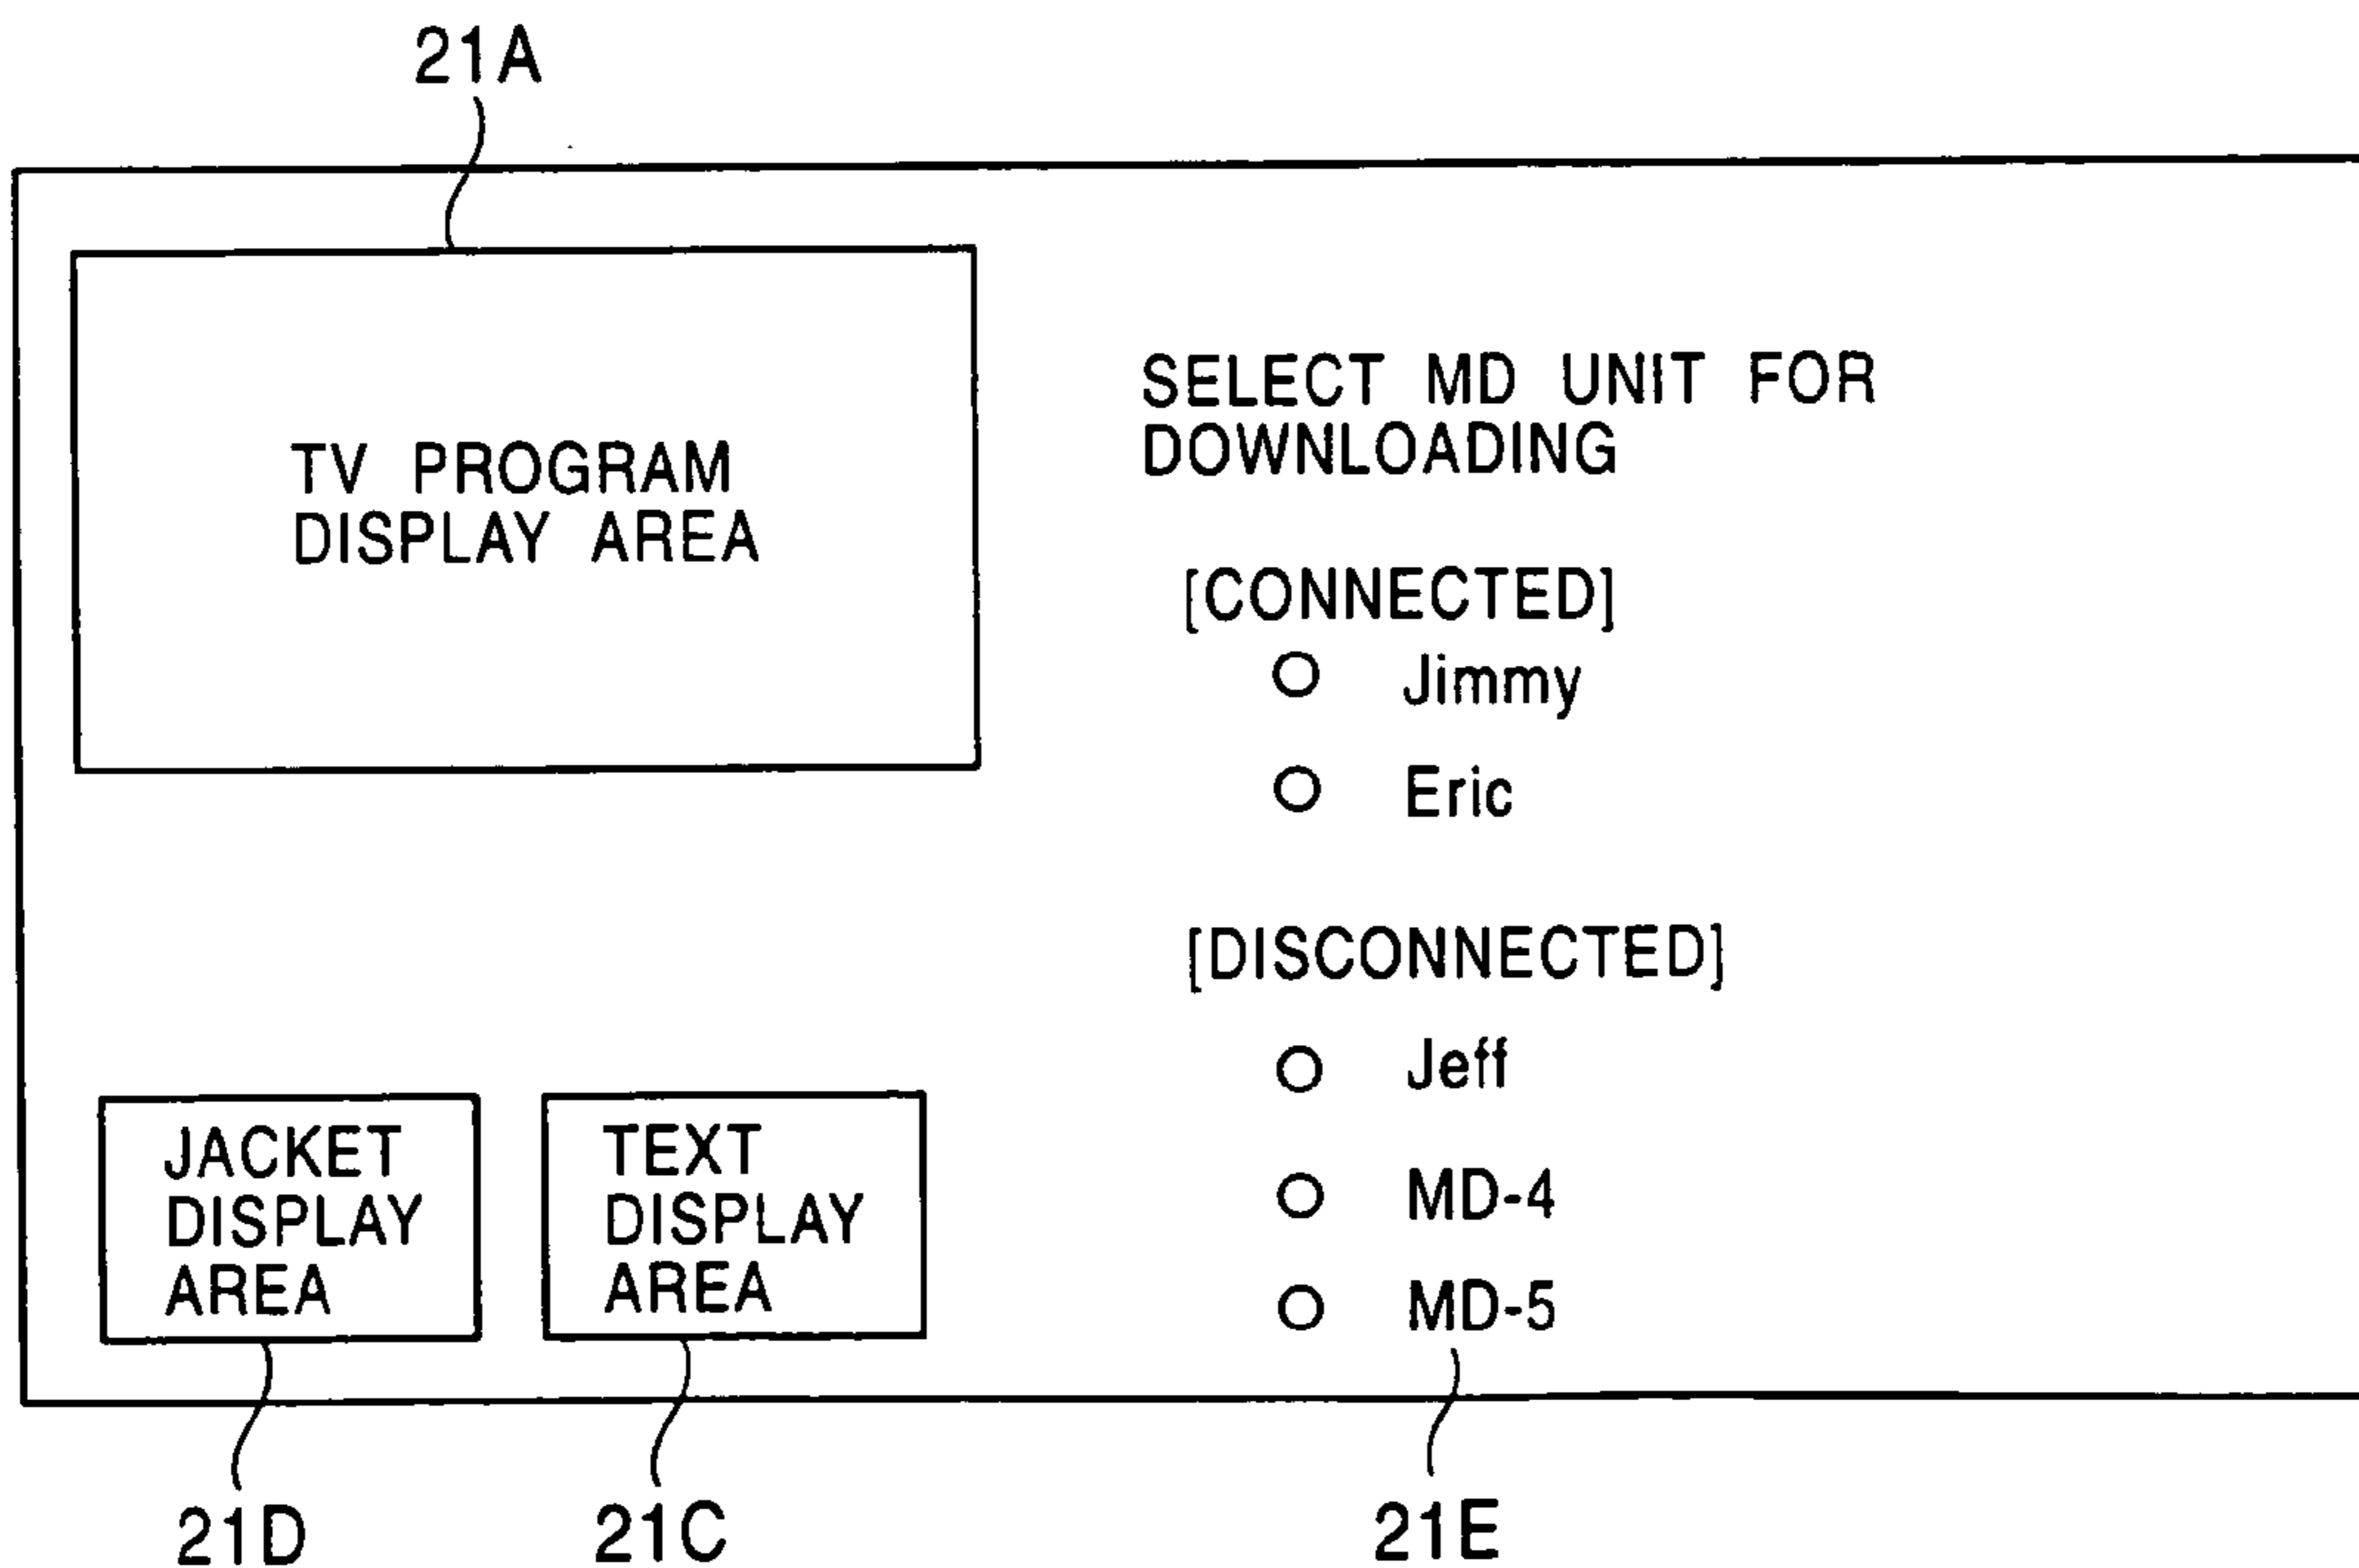 21A
TV PROGRAM
DISPLAY AREA
SELECT MD UNIT FOR
DOWNLOADING
[CONNECTED]
Jimmy
Eric
[DISCONNECTED]
Jeff
MD-4
MD-5
JACKET
DISPLAY
AREA
TEXT
DISPLAY
AREA
21D
21C
21E